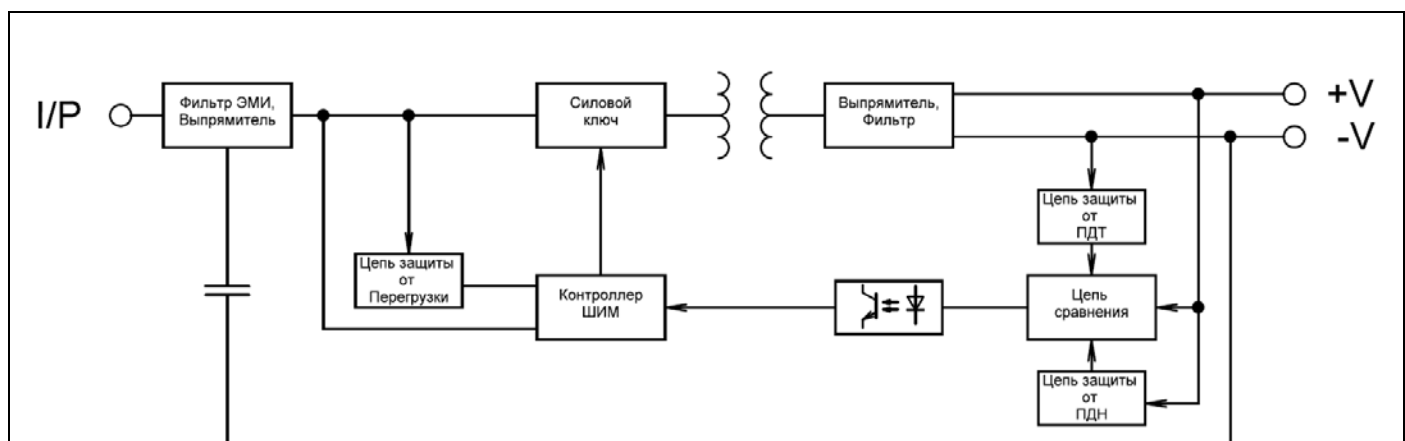 I/P
Фильтр ЭМИ,
Выпрямитель
Силовой
ключ
Выпрямитель,
Фильтр
+V
-V
Цепь защиты
от
ПДТ
Цепь защиты
от
Перегрузки
Контроллер
ШИМ
Цепь
сравнения
Цепь защиты
от
ПДН